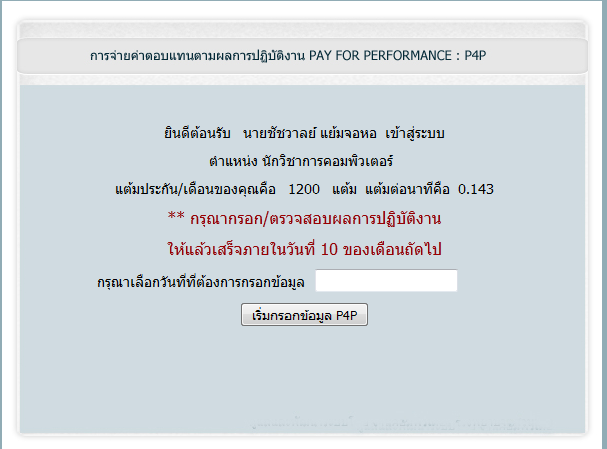 การจ่ายค่าตอบแทนตามผลการปฏิบัติงาน PAY FOR PERFORMANCE : P4P
ยินดีต้อนรับ นายชัชวาลย์ แย้มจอหอ เข้าสู่ระบบ
ตำแหน่ง นักวิชาการคอมพิวเตอร์
แต้มประกัน/เดือนของคุณคือ 1200 แต้ม แต้มต่อนาทีคือ 0.143
** กรุณากรอก/ตรวจสอบผลการปฏิบัติงาน
ให้แล้วเสร็จภายในวันที่ 10 ของเดือนถัดไป
กรุณาเลือกวันที่ที่ต้องการกรอกข้อมูล
เริ่มกรอกข้อมูล P4P